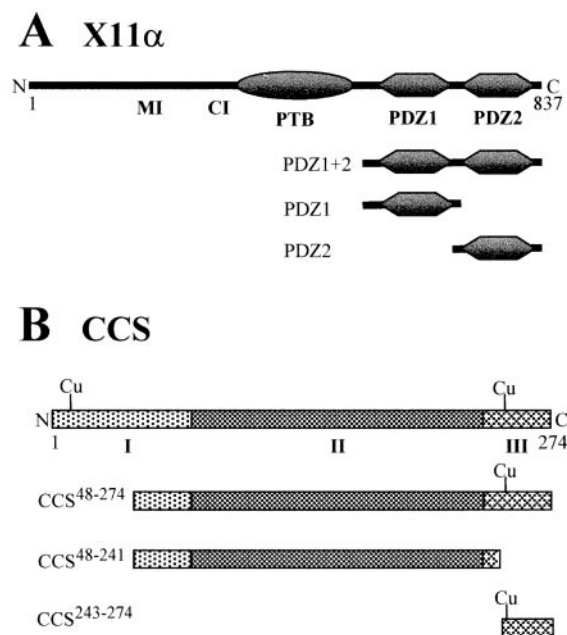 A X11α
N C
1 837
MI CI PTB PDZ1 PDZ2
PDZ1+2
PDZ1
PDZ2
B CCS
Cu Cu
N C
1 I II III 274
Cu
CCS48-274
CCS48-241
Cu
CCS243-274